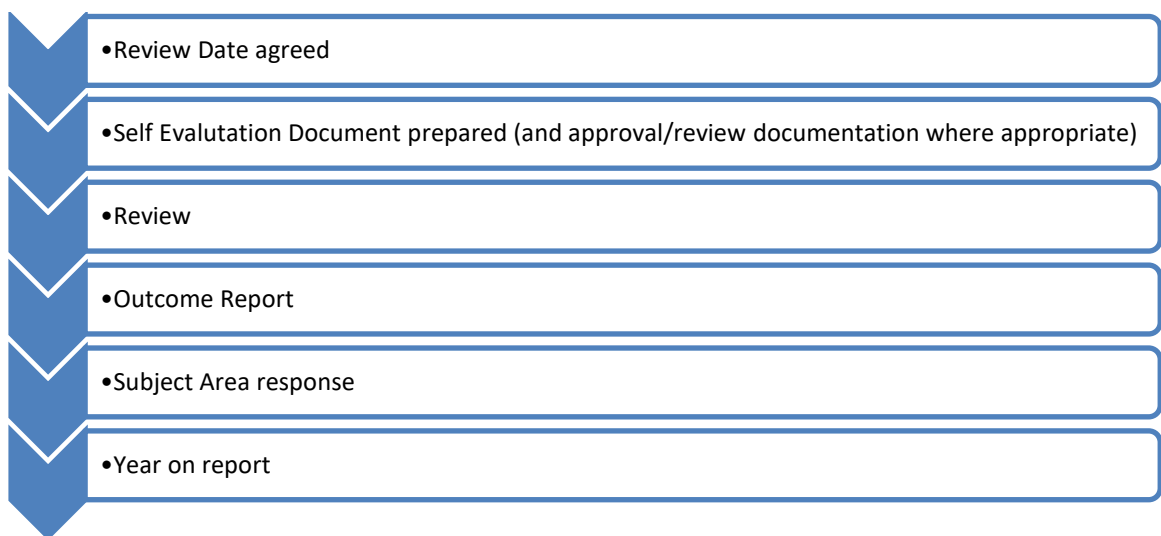 •Review Date agreed
•Self Evalutation Document prepared (and approval/review documentation where appropriate)
•Review
•Outcome Report
•Subject Area response
•Year on report